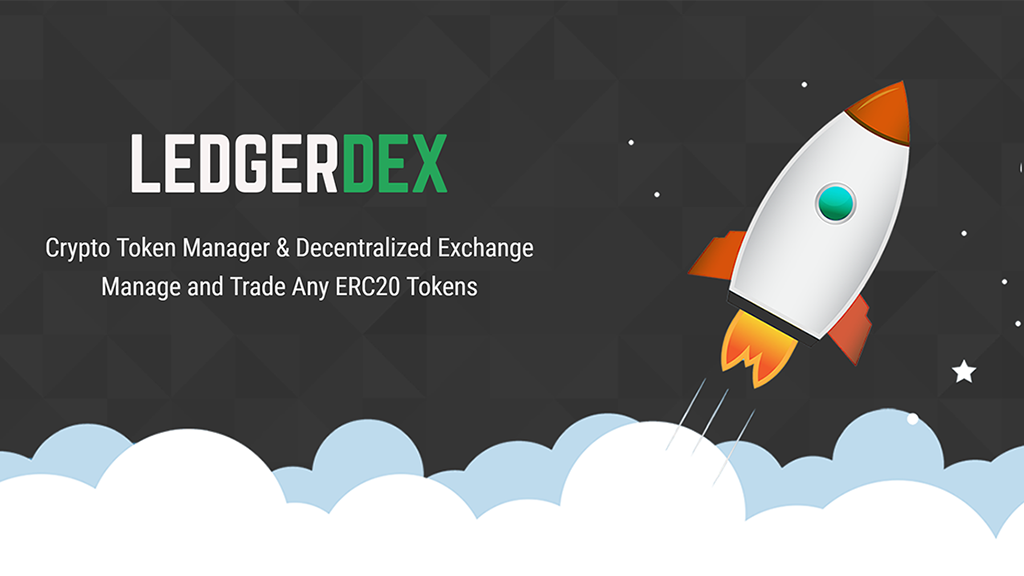 LEDGERDEX
Crypto Token Manager & Decentralized Exchange
Manage and Trade Any ERC20 Tokens